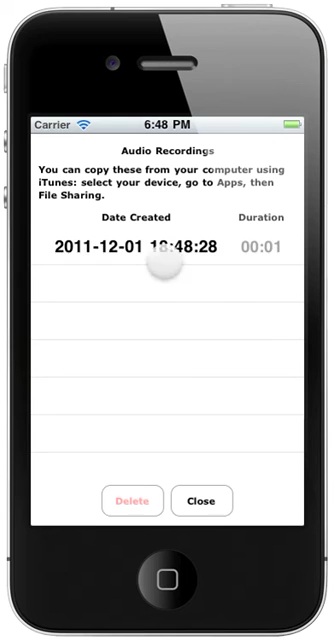 Carrier 6:48 PM
Audio Recordings
You can copy these from your computer using
iTunes: select your device, go to Apps, then
File Sharing.
Date Created Duration
2011-12-01 18:48:28 00:01
Delete Close